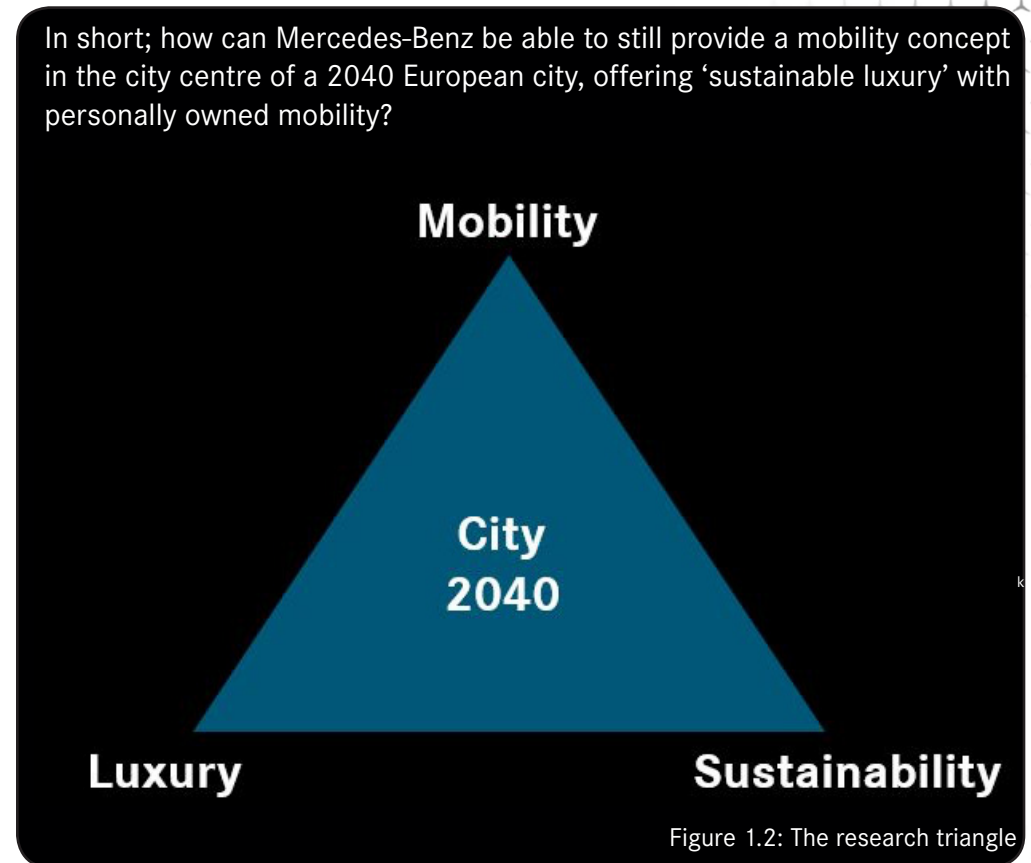 In short; how can Mercedes-Benz be able to still provide a mobility concept
in the city centre of a 2040 European city, offering ‘sustainable luxury’ with
personally owned mobility?
Mobility
City
2040
k
Luxury
Sustainability
Figure 1.2: The research triangle